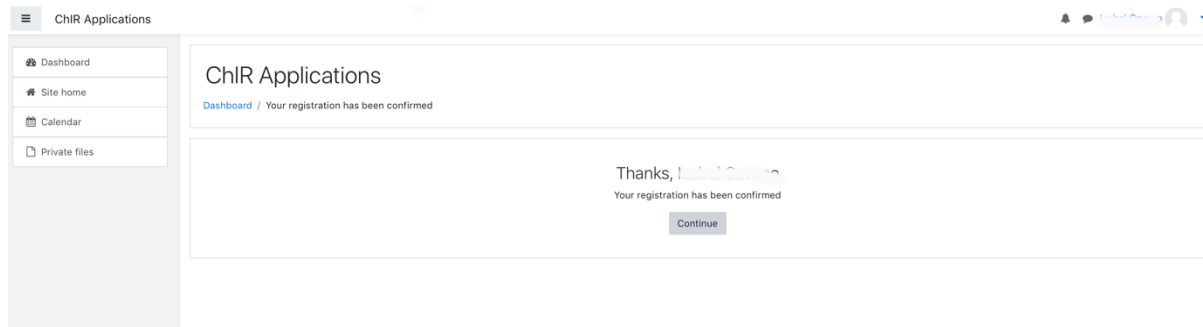 ChIR Applications
Dashboard
Site home
Calendar
Private files
ChIR Applications
Dashboard / Your registration has been confirmed
Thanks,
Your registration has been confirmed
Continue